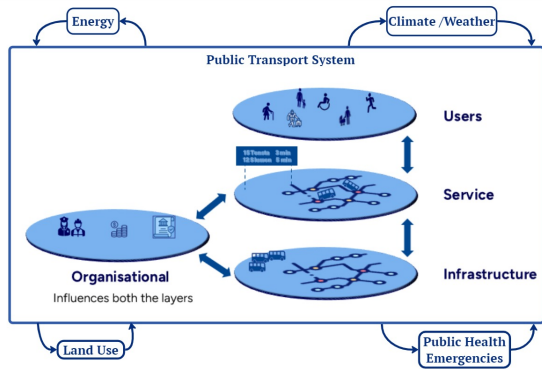 Energy
Climate /Weather
Public Transport System
Users
Service
Organisational
Influences both the layers
Infrastructure
Land Use
Public Health
Emergencies